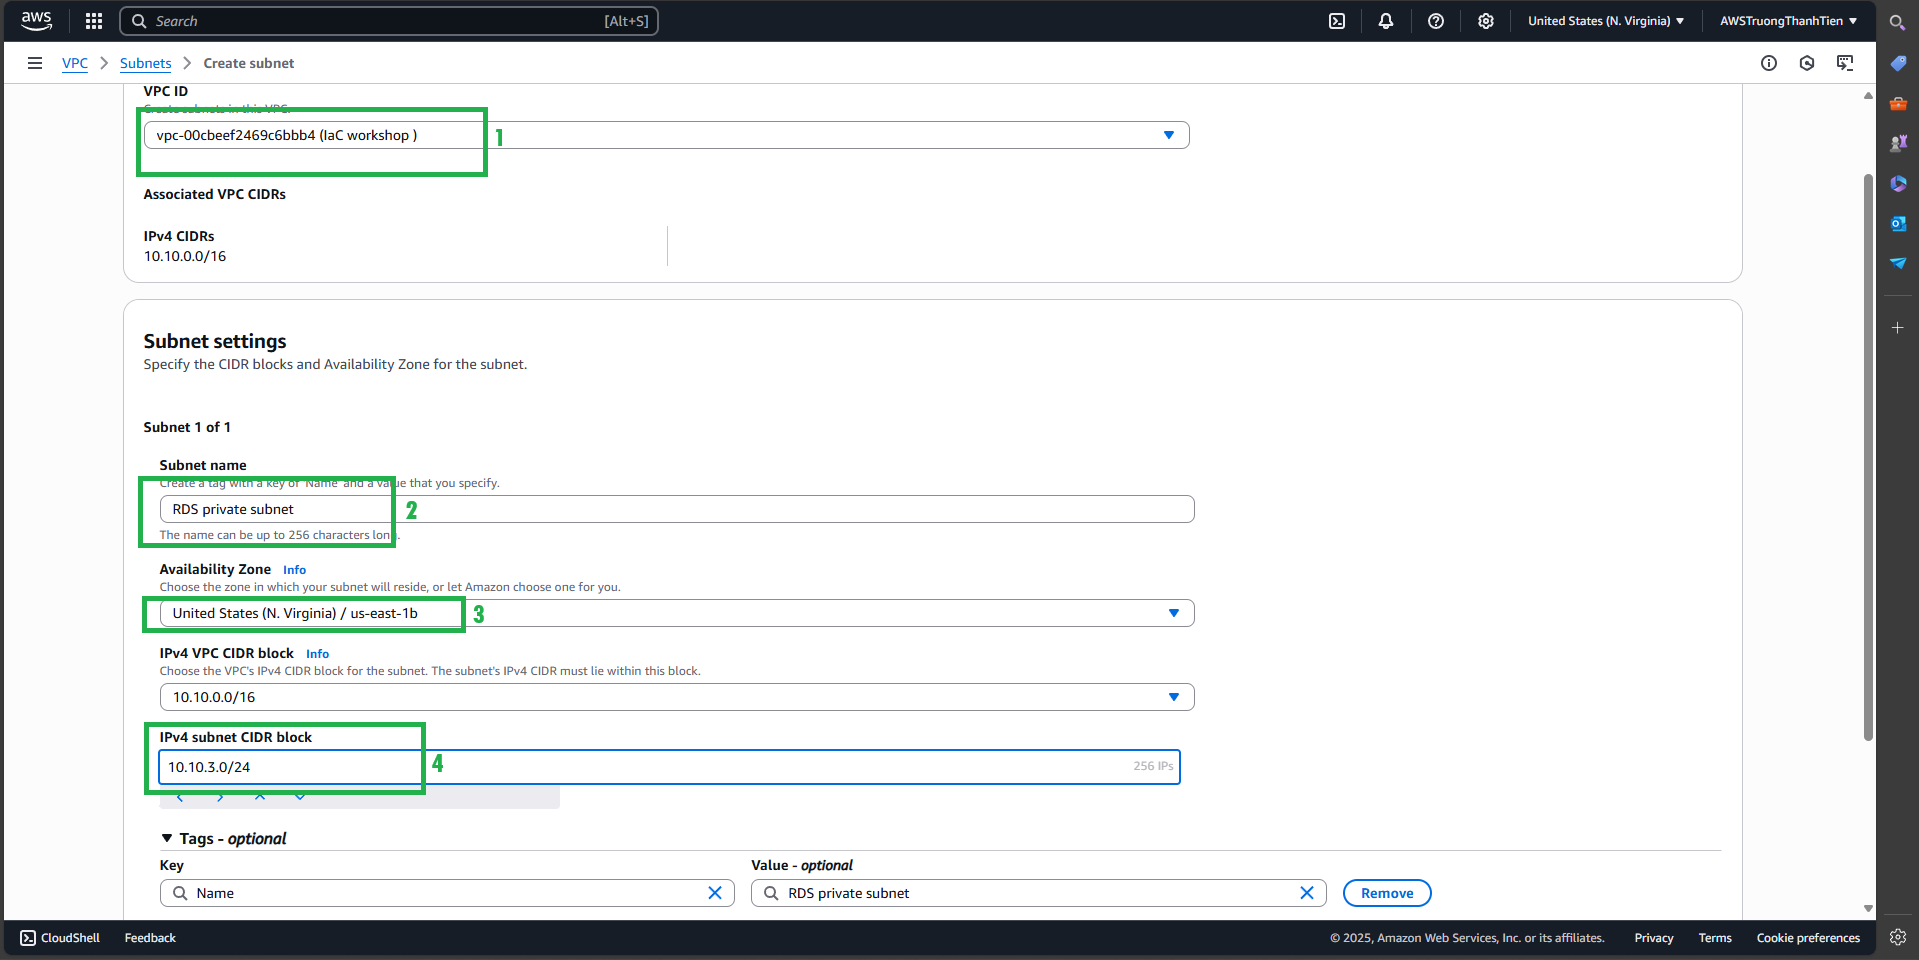 aws
Search
[Alt+S]
United States (N. Virginia)
AWSTruongThanhTien
VPC
Subnets
Create subnet
VPC ID
Create subnets in this VPC.
vpc-00cbeef2469c6bbb4 (IaC workshop )
1
Associated VPC CIDRs
IPv4 CIDRs
10.10.0.0/16
Subnet settings
Specify the CIDR blocks and Availability Zone for the subnet.
Subnet 1 of 1
Subnet name
Create a tag with a key of 'Name' and a value that you specify.
RDS private subnet
2
The name can be up to 256 characters long.
Availability Zone Info
Choose the zone in which your subnet will reside, or let Amazon choose one for you.
United States (N. Virginia) / us-east-1b
3
IPv4 VPC CIDR block Info
Choose the VPC's IPv4 CIDR block for the subnet. The subnet's IPv4 CIDR must lie within this block.
10.10.0.0/16
IPv4 subnet CIDR block
10.10.3.0/24
256 IPs
4
Tags - optional
Key
Value - optional
Name
RDS private subnet
Remove
CloudShell
Feedback
© 2025, Amazon Web Services, Inc. or its affiliates.
Privacy
Terms
Cookie preferences